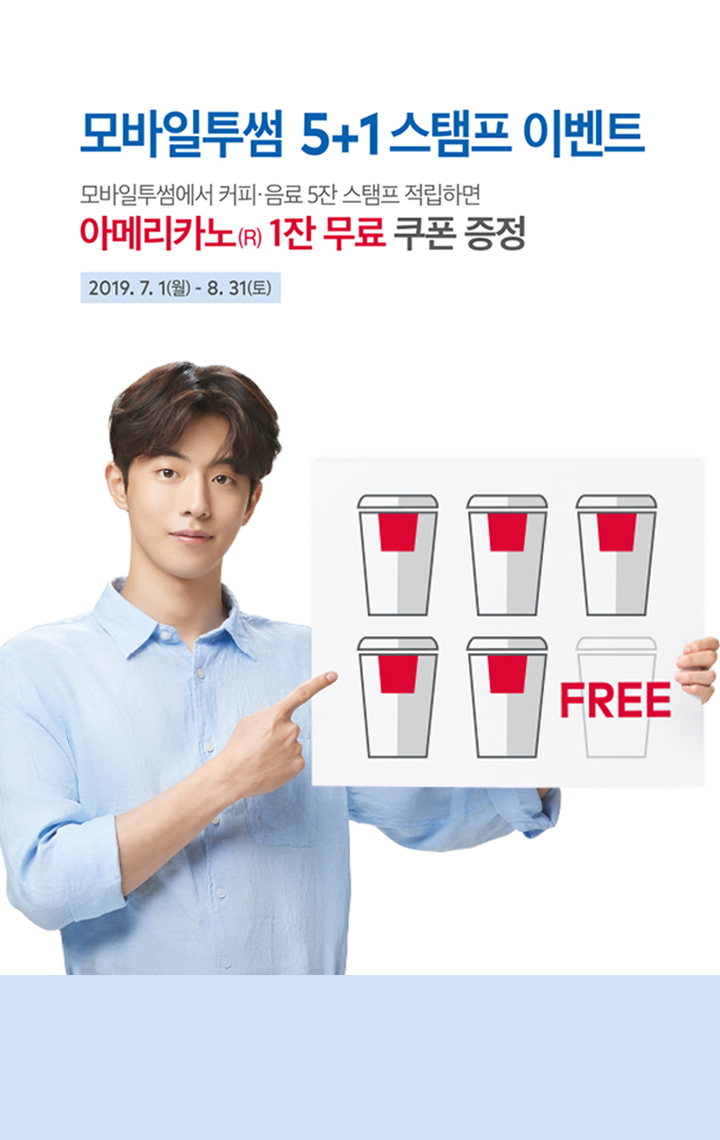 모바일투썸 5+1 스탬프 이벤트
모바일투썸에서 커피·음료 5잔 스탬프 적립하면
아메리카노(R) 1잔 무료 쿠폰 증정
2019. 7. 1(월) - 8. 31(토)
FREE